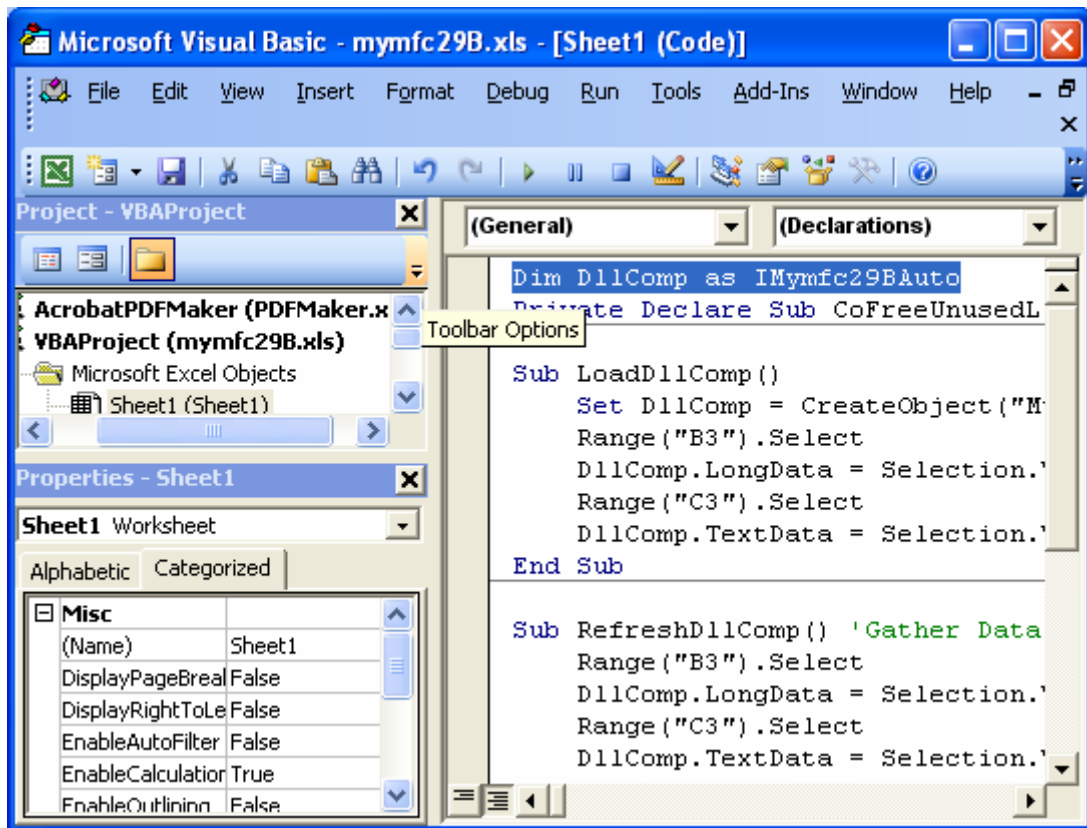 Microsoft Visual Basic - mymfc29B.xls - [Sheet1 (Code)]
File Edit View Insert Format Debug Run Tools Add-Ins Window Help
Project - VBAProject
(General) (Declarations)
AcrobatPDFMaker (PDFMaker.x
VBAProject (mymfc29B.xls)
Microsoft Excel Objects
Sheet1 (Sheet1)
Toolbar Options
Properties - Sheet1
Sheet1 Worksheet
Alphabetic Categorized
Misc
(Name) Sheet1
DisplayPageBreal False
DisplayRightToLe False
EnableAutoFilter False
EnableCalculation True
EnableOutlining False
Dim DllComp as IMymfc29BAuto
Private Declare Sub CoFreeUnusedL
Sub LoadDllComp()
Set DllComp = CreateObject("M
Range("B3").Select
DllComp.LongData = Selection.
Range("C3").Select
DllComp.TextData = Selection.
End Sub
Sub RefreshDllComp() 'Gather Data
Range("B3").Select
DllComp.LongData = Selection.
Range("C3").Select
DllComp.TextData = Selection.